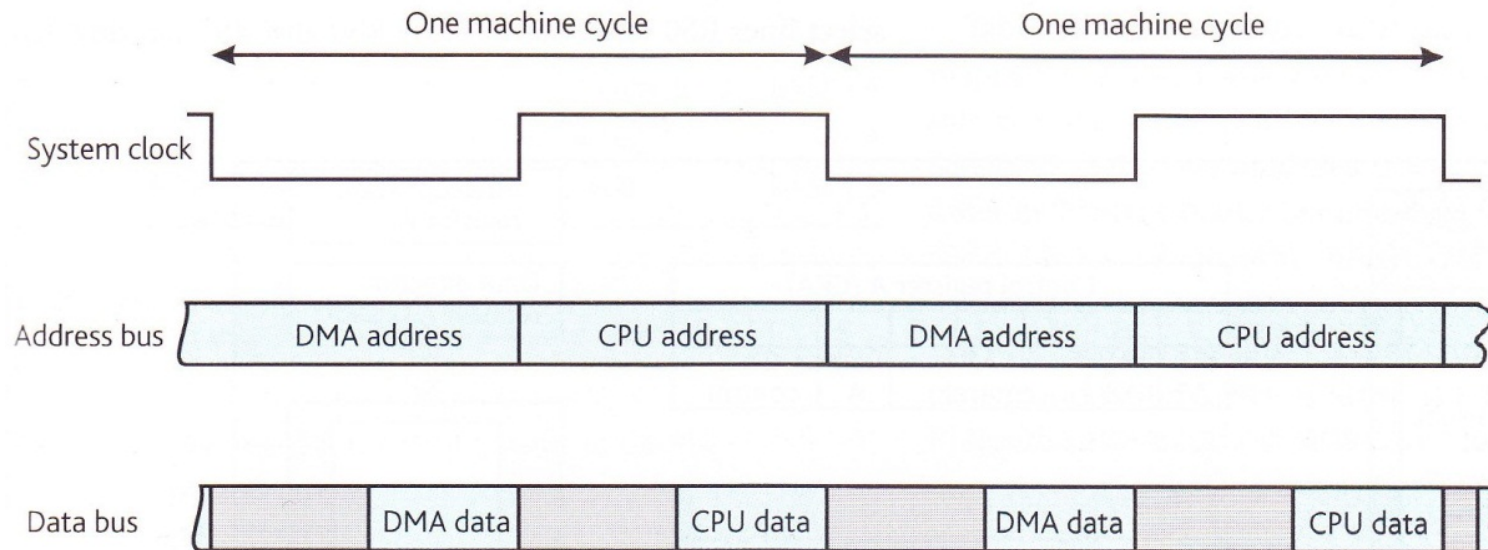 One machine cycle
One machine cycle
System clock
Address bus
DMA address
CPU address
DMA address
CPU address
Data bus
DMA data
CPU data
DMA data
CPU data